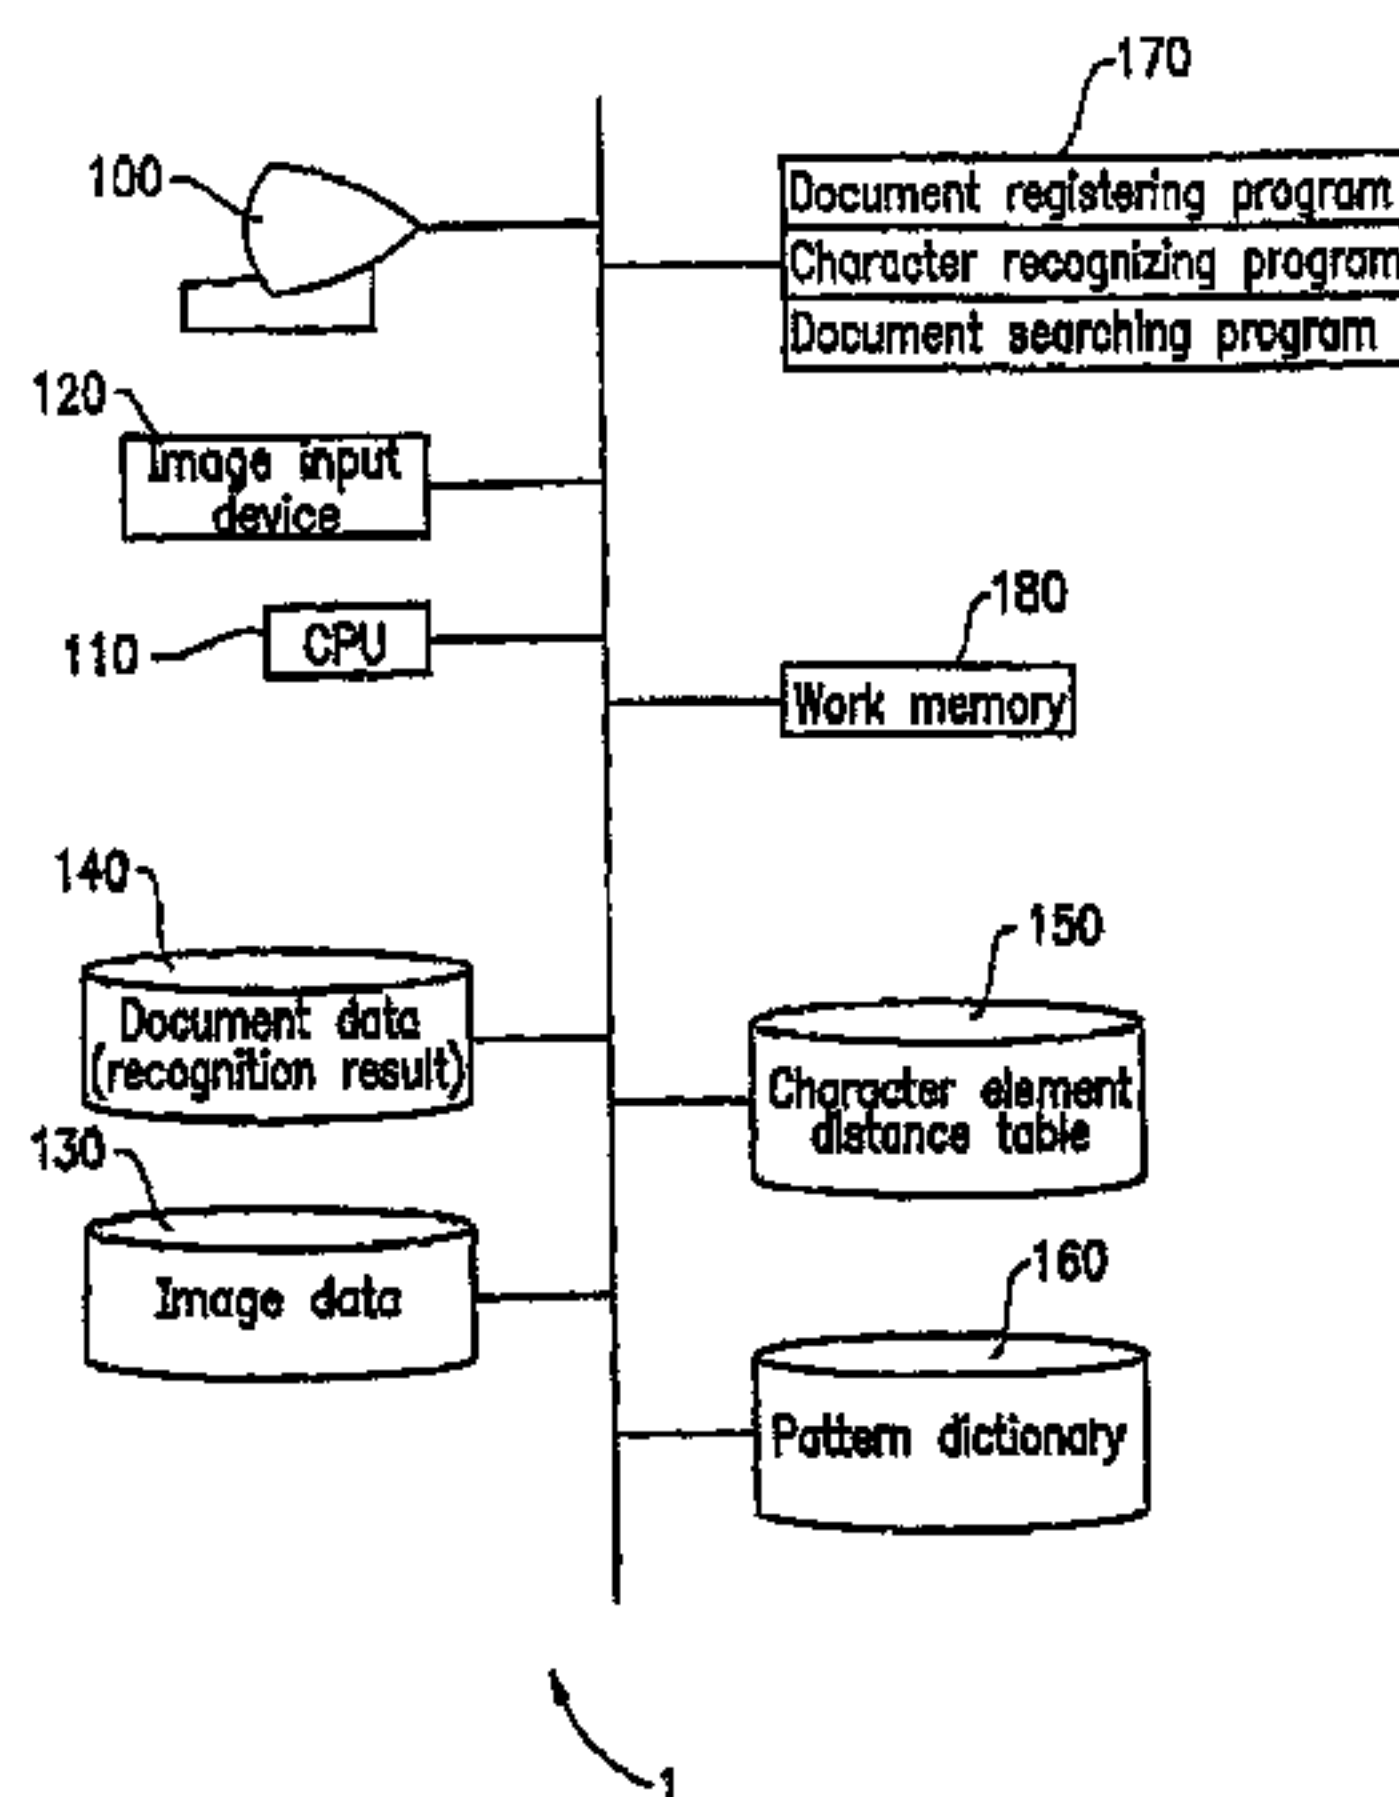 170
100
Document registering program
Character recognizing program
Document searching program
120
Image input
device
180
110
CPU
Work memory
140
150
Document data
(recognition result)
Character element
distance table
130
Image data
160
Pattern dictionary
1